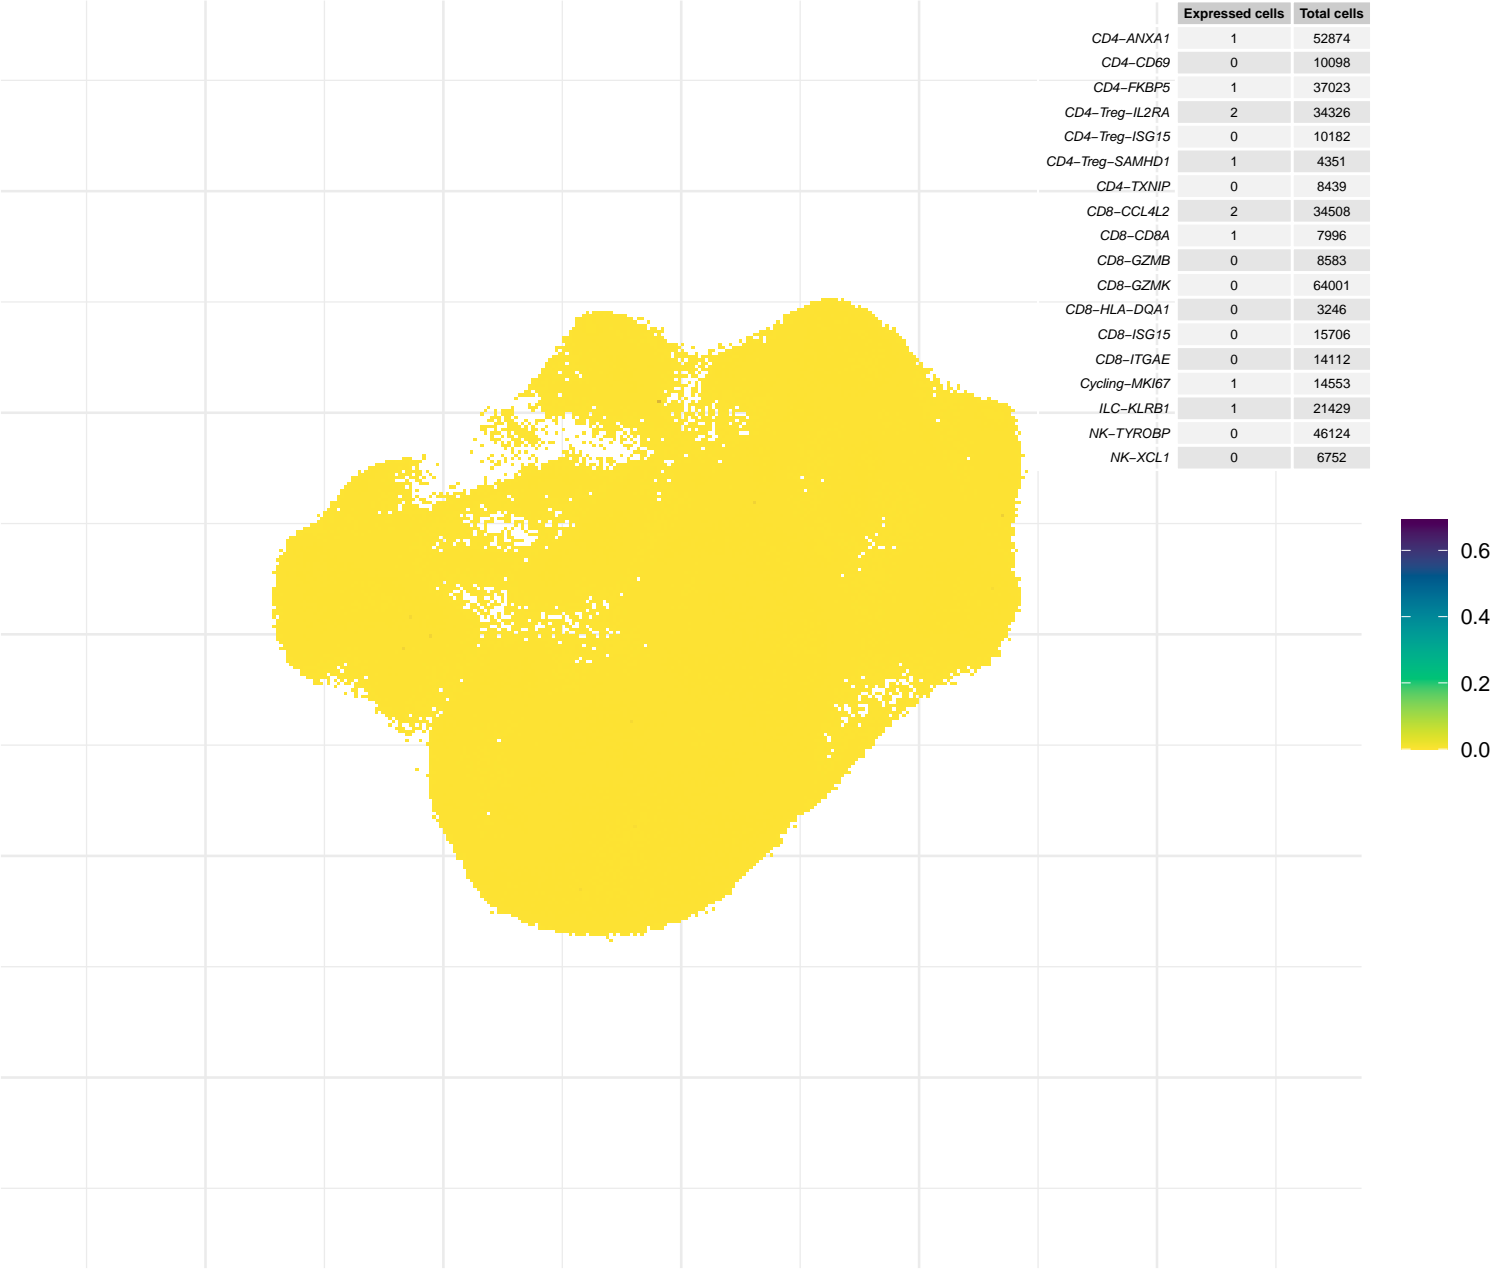 Expressed cells Total cells
CD4−ANXA1 1 52874
CD4−CD69 0 10098
CD4−FKBP5 1 37023
CD4−Treg−IL2RA 2 34326
CD4−Treg−ISG15 0 10182
CD4−Treg−SAMHD1 1 4351
CD4−TXNIP 0 8439
CD8−CCL4L2 2 34508
CD8−CD8A 1 7996
CD8−GZMB 0 8583
CD8−GZMK 0 64001
CD8−HLA−DQA1 0 3246
CD8−ISG15 0 15706
CD8−ITGAE 0 14112
Cycling−MKI67 1 14553
ILC−KLRB1 1 21429
NK−TYROBP 0 46124
NK−XCL1 0 6752
0.6
0.4
0.2
0.0